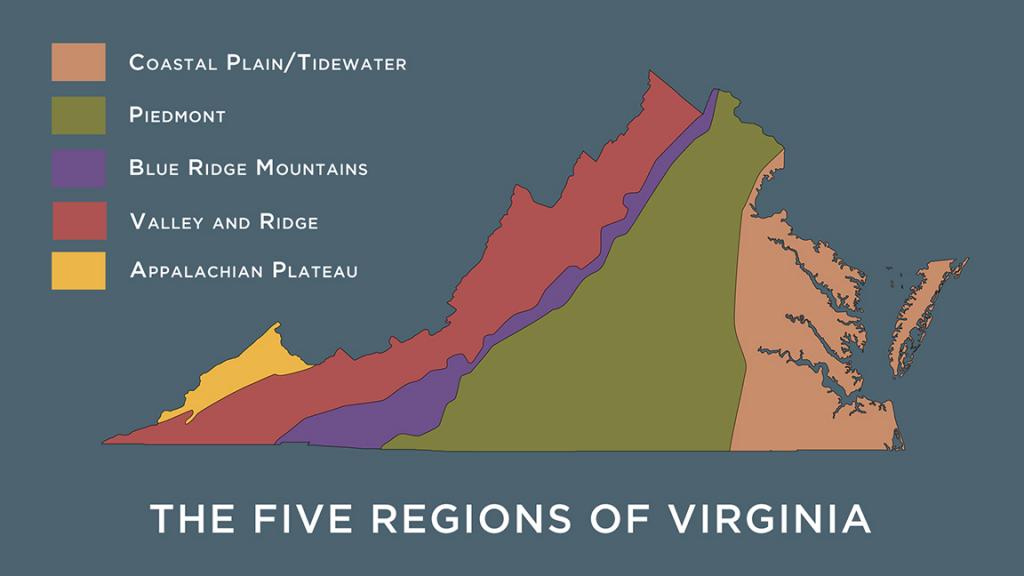 Coastal Plain/Tidewater
Piedmont
Blue Ridge Mountains
Valley and Ridge
Appalachian Plateau
THE FIVE REGIONS OF VIRGINIA